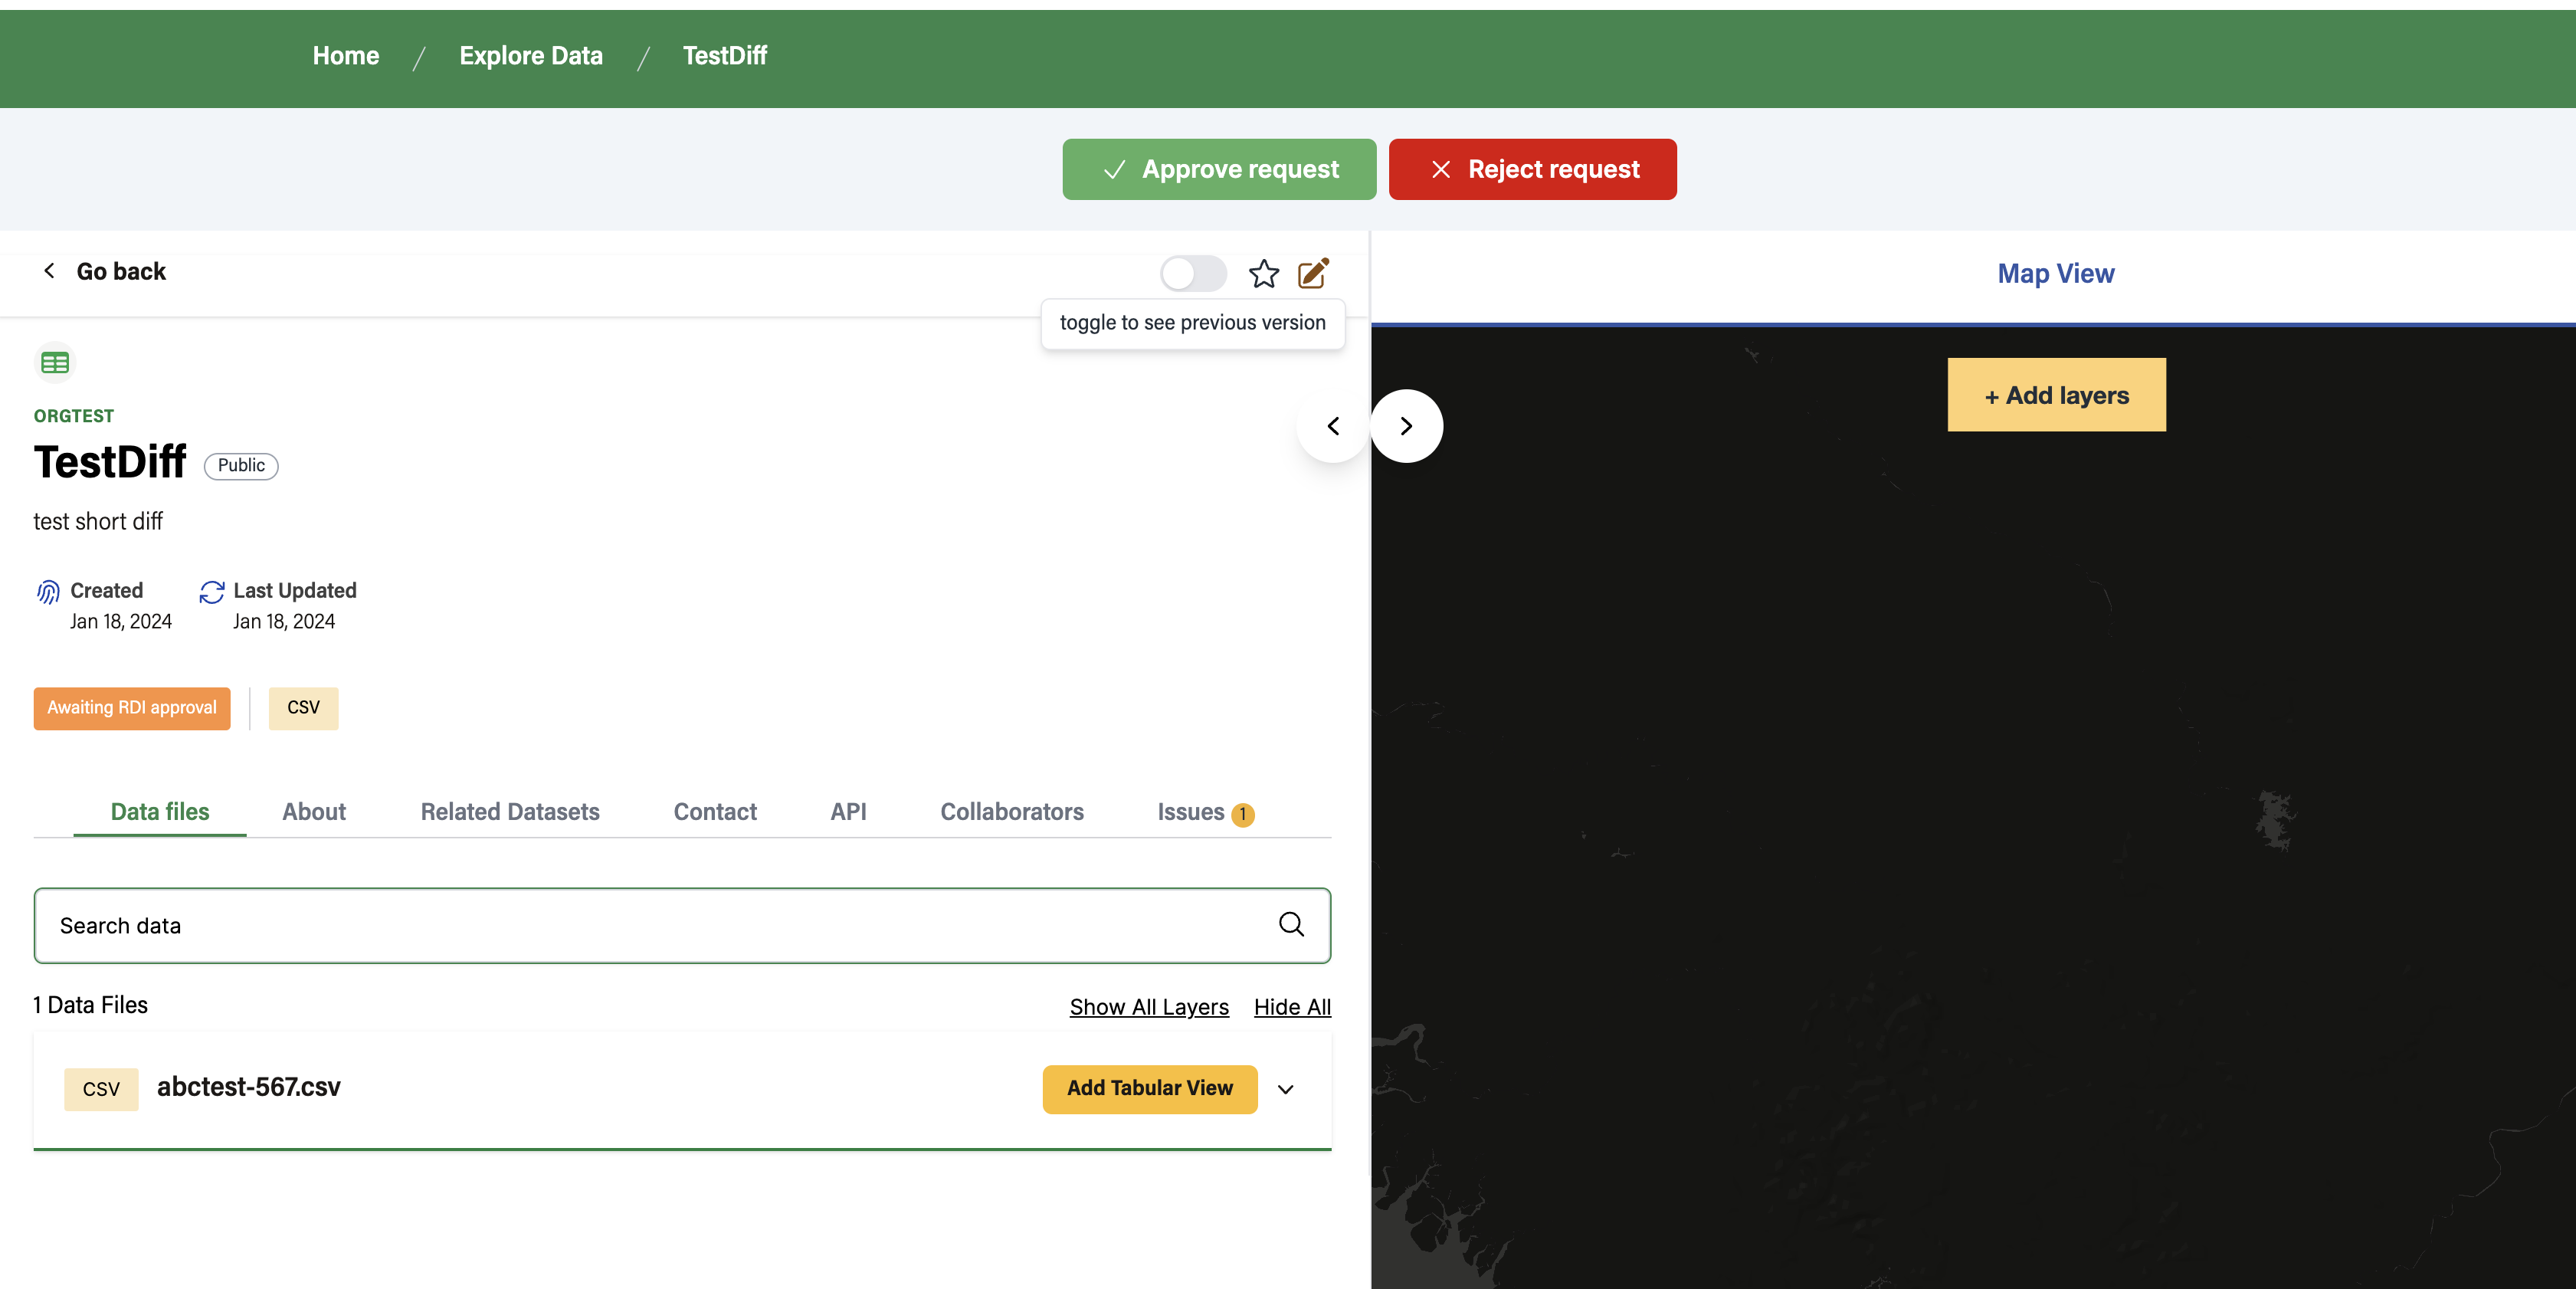 Home / Explore Data / TestDiff
Approve request
Reject request
Go back
Map View
toggle to see previous version
+ Add layers
ORGTEST
TestDiff Public
test short diff
Created Last Updated
Jan 18, 2024 Jan 18, 2024
Awaiting RDI approval CSV
Data files About Related Datasets Contact API Collaborators Issues 1
Search data
1 Data Files Show All Layers Hide All
CSV abctest-567.csv Add Tabular View